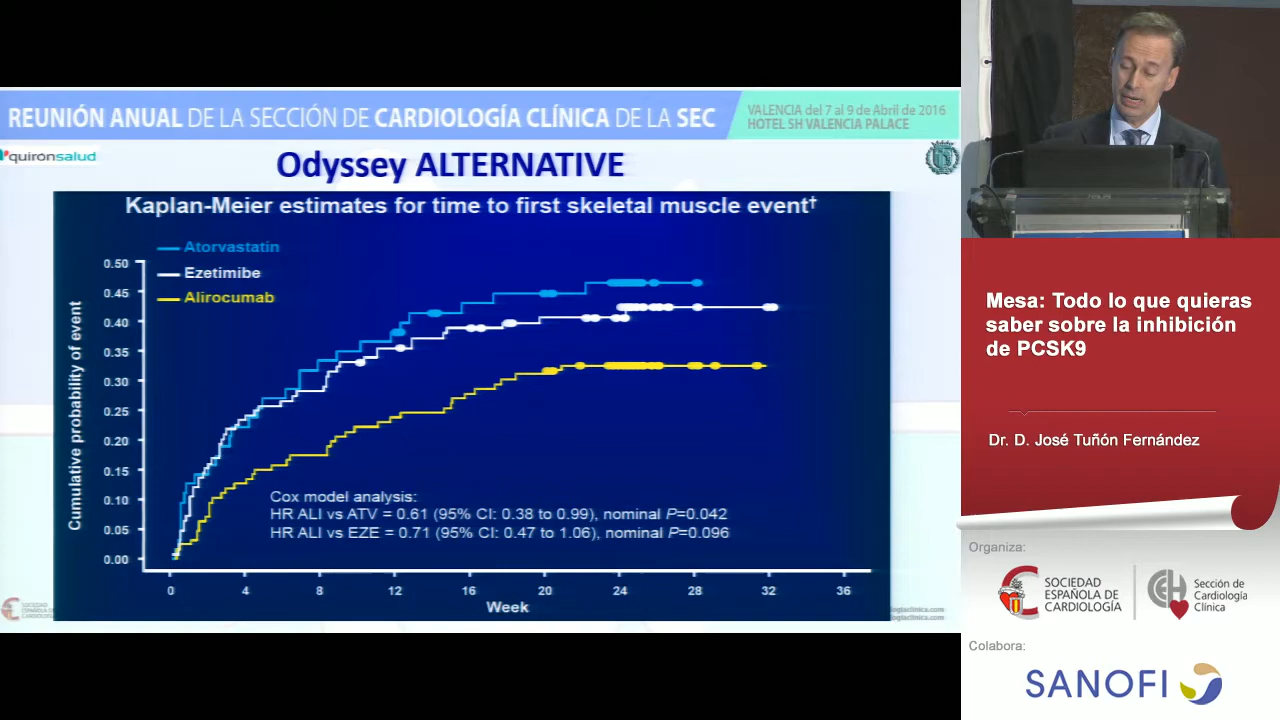 REUNIÓN ANUAL DE LA SECCIÓN DE CARDIOLOGÍA CLÍNICA DE LA SEC
VALENCIA del 7 al 9 de Abril de 2016
HOTEL SH VALENCIA PALACE
quirónsalud
Odyssey ALTERNATIVE
Kaplan-Meier estimates for time to first skeletal muscle event†
Atorvastatin
Ezetimibe
Alirocumab
Cumulative probability of event
0.50
0.45
0.40
0.35
0.30
0.25
0.20
0.15
0.10
0.05
0.00
Cox model analysis:
HR ALI vs ATV = 0.61 (95% CI: 0.38 to 0.99), nominal P=0.042
HR ALI vs EZE = 0.71 (95% CI: 0.47 to 1.06), nominal P=0.096
0 4 8 12 16 20 24 28 32 36
Week
Mesa: Todo lo que quieras
saber sobre la inhibición
de PCSK9
Dr. D. José Tuñón Fernández
Organiza:
SOCIEDAD
ESPAÑOLA DE
CARDIOLOGÍA
Sección de
Cardiología
Clínica
Colabora:
SANOFI